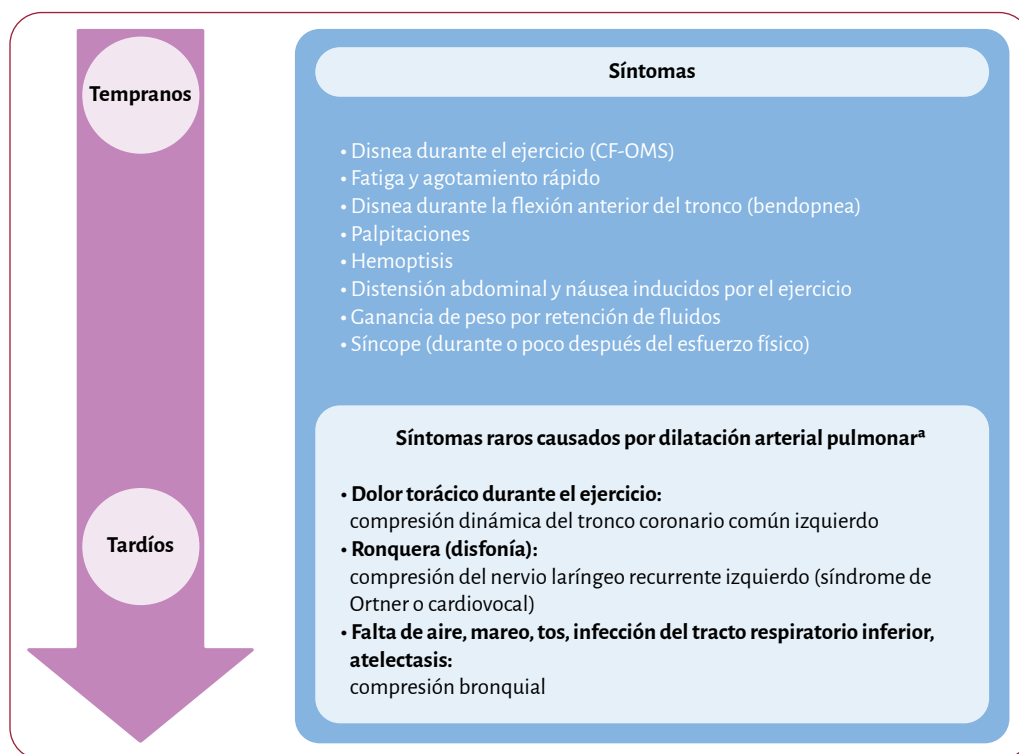 Tempranos
Síntomas
• Disnea durante el ejercicio (CF-OMS)
• Fatiga y agotamiento rápido
• Disnea durante la flexión anterior del tronco (bendopnea)
• Palpitaciones
• Hemoptisis
• Distensión abdominal y náusea inducidos por el ejercicio
• Ganancia de peso por retención de fluidos
• Síncope (durante o poco después del esfuerzo físico)
Síntomas raros causados por dilatación arterial pulmonarª
• Dolor torácico durante el ejercicio:
compresión dinámica del tronco coronario común izquierdo
Tardíos
• Ronquera (disfonía):
compresión del nervio laríngeo recurrente izquierdo (síndrome de
Ortner o cardiovocal)
• Falta de aire, mareo, tos, infección del tracto respiratorio inferior,
atelectasis:
compresión bronquial